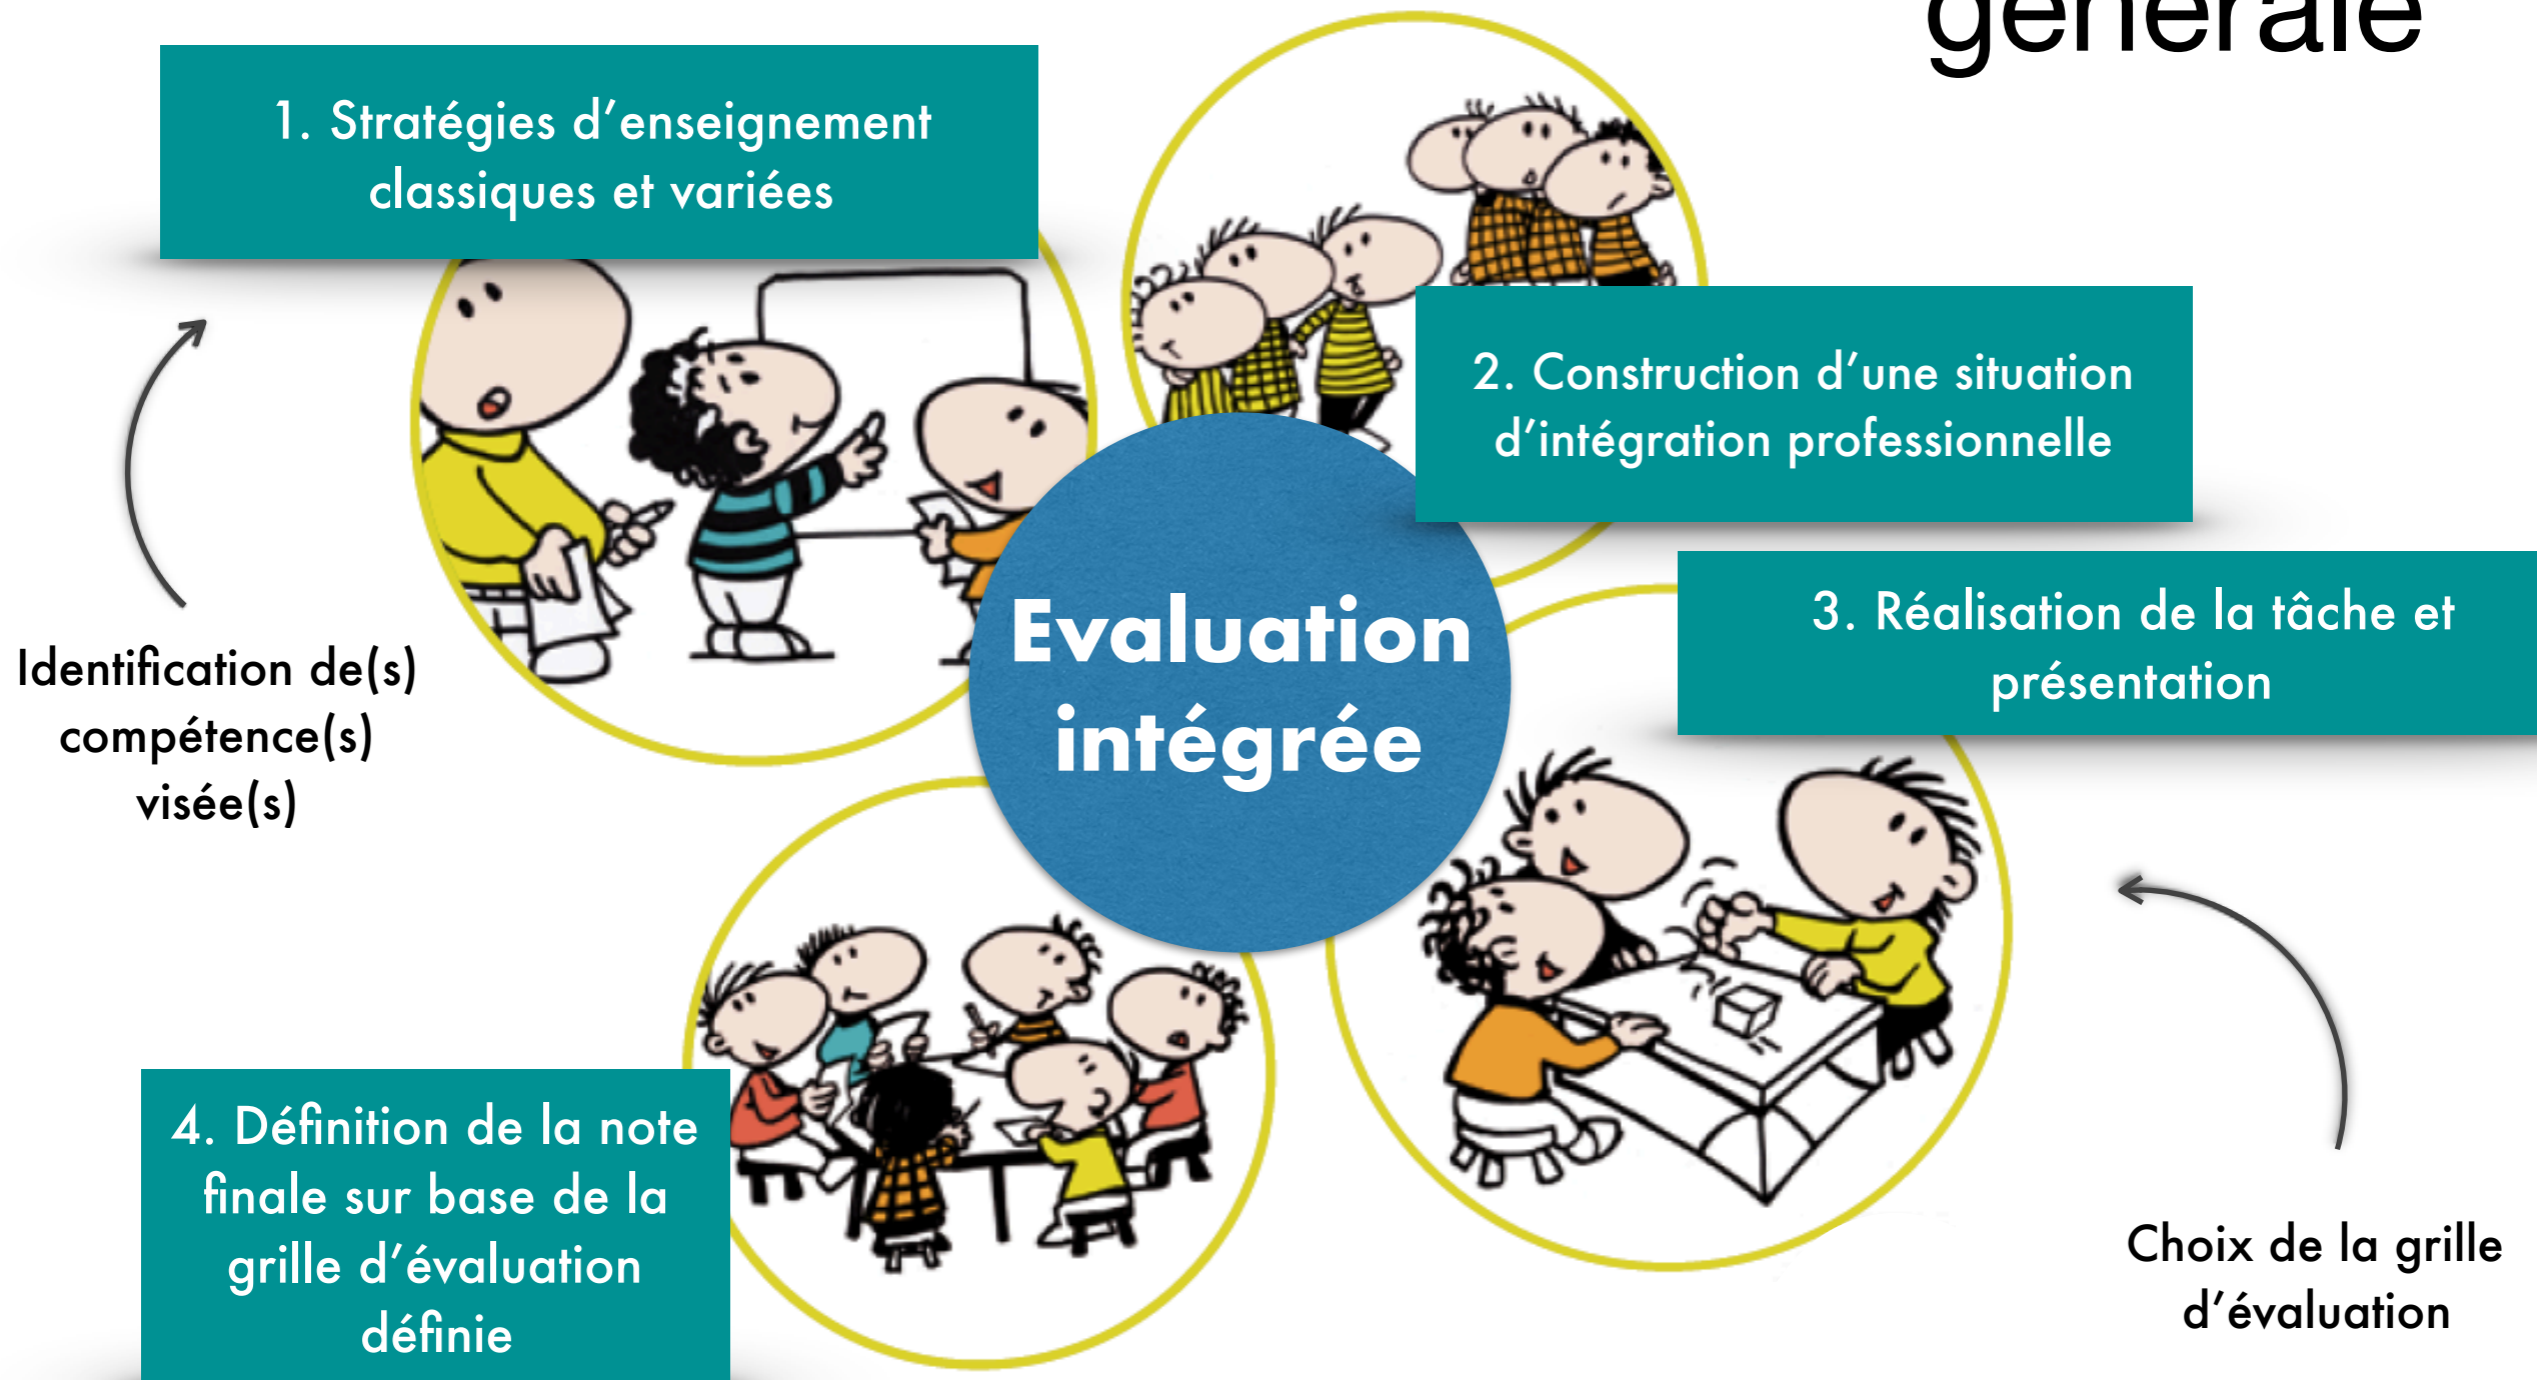 générale
1. Stratégies d’enseignement
classiques et variées
2. Construction d’une situation
d’intégration professionnelle
3. Réalisation de la tâche et
présentation
Evaluation
intégrée
Identification de(s)
compétence(s)
visée(s)
4. Définition de la note
finale sur base de la
grille d’évaluation
définie
Choix de la grille
d’évaluation